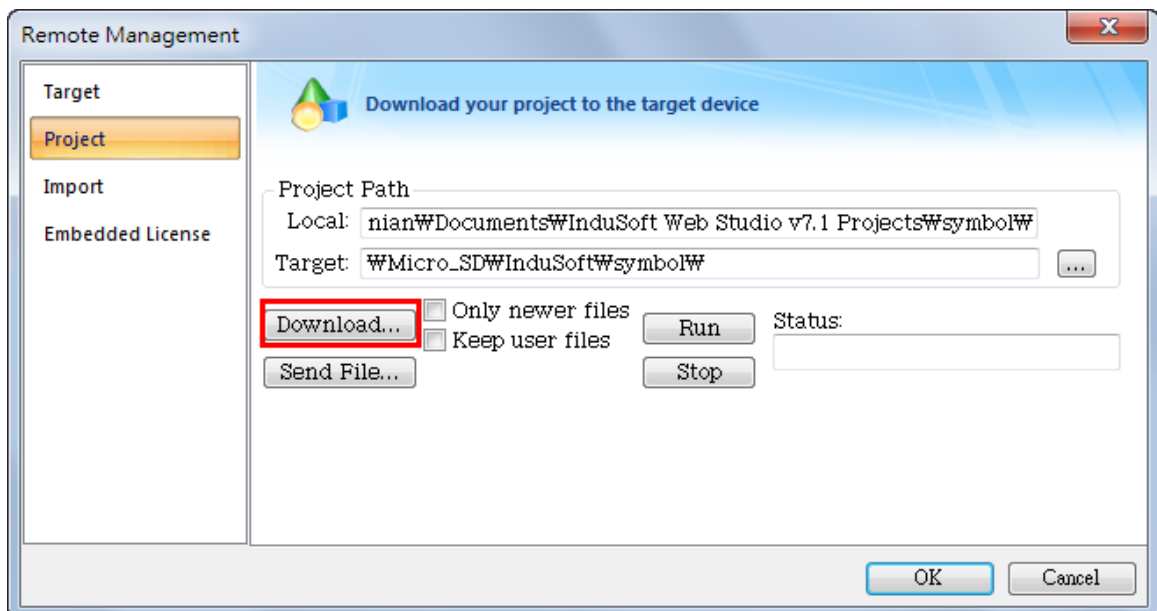 Remote Management
X
Target
Project
Import
Embedded License
Download your project to the target device
Project Path
Local: nian₩Documents₩InduSoft Web Studio v7.1 Projects₩symbol₩
Target: ₩Micro_SD₩InduSoft₩symbol₩ ...
Download... Only newer files
Keep user files
Run Status:
Send File... Stop
OK Cancel